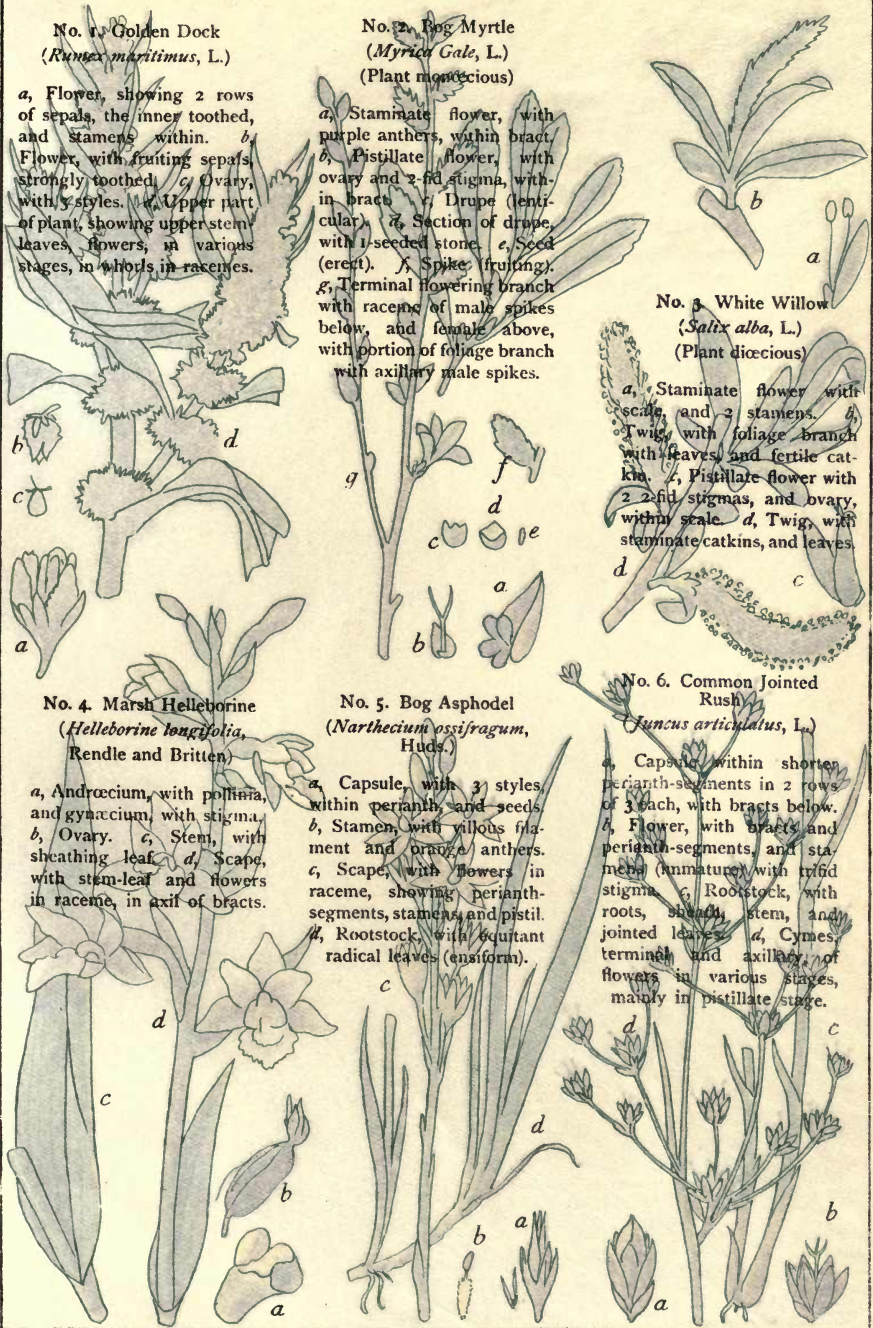 No. 1. Golden Dock
(Rumex maritimus, L.)
a, Flower, showing 2 rows
of sepals, the inner toothed,
and stamens within. b,
Flower, with fruiting sepals,
strongly toothed. c, Ovary,
with 3 styles. d, Upper part
of plant, showing upper stem-
leaves, flowers, in various
stages, in whorls in racemes.
b
d
c
a
No. 2. Bog Myrtle
(Myrica Gale, L.)
(Plant monœcious)
a, Staminate flower, with
purple anthers, within bract.
b, Pistillate flower, with
ovary and 2-fid stigma, with-
in bract. c, Drupe (lenti-
cular). d, Section of drupe,
with 1-seeded stone. e, Seed
(erect). f, Spike (fruiting).
g, Terminal flowering branch
with raceme of male spikes
below, and female above,
with portion of foliage branch
with axillary male spikes.
g
f
d
c
e
a
b
b
a
No. 3. White Willow
(Salix alba, L.)
(Plant diœcious)
a, Staminate flower with
scale, and 2 stamens. b,
Twig, with foliage branch
with leaves, and fertile cat-
kin. c, Pistillate flower with
2 2-fid stigmas, and ovary,
within scale. d, Twig, with
staminate catkins, and leaves.
d
c
No. 4. Marsh Helleborine
(Helleborine longifolia,
Rendle and Britten)
a, Andrœcium, with pollinia,
and gynæcium, with stigma.
b, Ovary. c, Stem, with
sheathing leaf. d, Scape,
with stem-leaf and flowers
in raceme, in axil of bracts.
d
c
b
a
No. 5. Bog Asphodel
(Narthecium ossifragum,
Huds.)
a, Capsule, with 3 styles,
within perianth, and seeds.
b, Stamen, with villous fila-
ment and orange anthers.
c, Scape, with flowers in
raceme, showing perianth-
segments, stamens, and pistil.
d, Rootstock, with equitant
radical leaves (ensiform).
c
d
b
a
No. 6. Common Jointed
Rush
(Juncus articulatus, L.)
a, Capsule, within shorter
perianth-segments in 2 rows
of 3 each, with bracts below.
b, Flower, with bracts and
perianth-segments, and sta-
mens (immature) with trifid
stigma. c, Rootstock, with
roots, sheath, stem, and
jointed leaves. d, Cymes,
terminal and axillary, of
flowers in various stages,
mainly in pistillate stage.
d
c
b
a